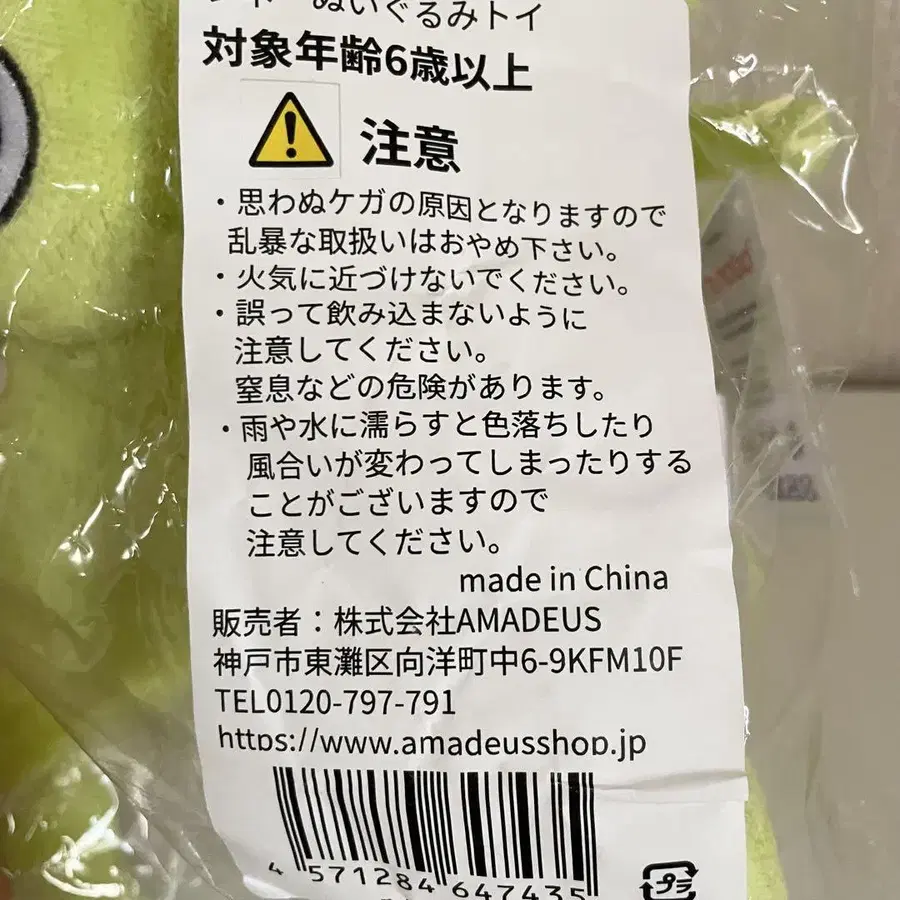 ぬいぐるみトイ
対象年齢6歳以上
注意
・思わぬケガの原因となりますので
乱暴な取扱いはおやめ下さい。
・火気に近づけないでください。
・誤って飲み込まないように
注意してください。
窒息などの危険があります。
・雨や水に濡らすと色落ちしたり
風合いが変わってしまったりする
ことがございますので
注意してください。
made in China
販売者：株式会社AMADEUS
神戸市東灘区向洋町中6-9KFM10F
TEL0120-797-791
https://www.amadeusshop.jp
4 571284 647435
プラ